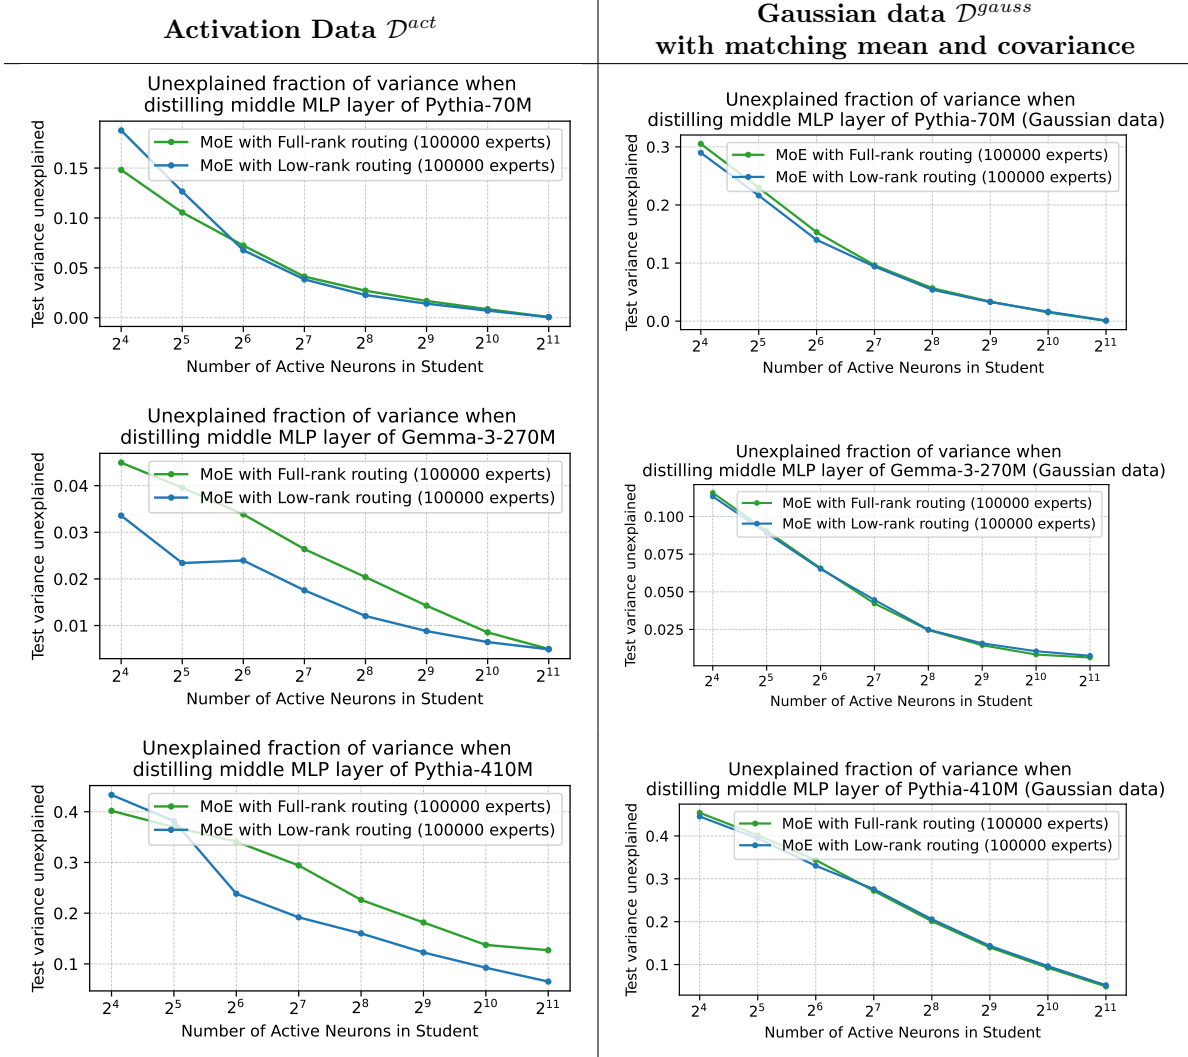 Activation Data 𝒟^act
Gaussian data 𝒟^gauss
with matching mean and covariance
Unexplained fraction of variance when
distilling middle MLP layer of Pythia-70M
MoE with Full-rank routing (100000 experts)
MoE with Low-rank routing (100000 experts)
Test variance unexplained
0.15
0.10
0.05
0.00
2^4 2^5 2^6 2^7 2^8 2^9 2^10 2^11
Number of Active Neurons in Student
Unexplained fraction of variance when
distilling middle MLP layer of Pythia-70M (Gaussian data)
MoE with Full-rank routing (100000 experts)
MoE with Low-rank routing (100000 experts)
Test variance unexplained
0.3
0.2
0.1
0.0
2^4 2^5 2^6 2^7 2^8 2^9 2^10 2^11
Number of Active Neurons in Student
Unexplained fraction of variance when
distilling middle MLP layer of Gemma-3-270M
MoE with Full-rank routing (100000 experts)
MoE with Low-rank routing (100000 experts)
Test variance unexplained
0.04
0.03
0.02
0.01
2^4 2^5 2^6 2^7 2^8 2^9 2^10 2^11
Number of Active Neurons in Student
Unexplained fraction of variance when
distilling middle MLP layer of Gemma-3-270M (Gaussian data)
MoE with Full-rank routing (100000 experts)
MoE with Low-rank routing (100000 experts)
Test variance unexplained
0.100
0.075
0.050
0.025
2^4 2^5 2^6 2^7 2^8 2^9 2^10 2^11
Number of Active Neurons in Student
Unexplained fraction of variance when
distilling middle MLP layer of Pythia-410M
MoE with Full-rank routing (100000 experts)
MoE with Low-rank routing (100000 experts)
Test variance unexplained
0.4
0.3
0.2
0.1
2^4 2^5 2^6 2^7 2^8 2^9 2^10 2^11
Number of Active Neurons in Student
Unexplained fraction of variance when
distilling middle MLP layer of Pythia-410M (Gaussian data)
MoE with Full-rank routing (100000 experts)
MoE with Low-rank routing (100000 experts)
Test variance unexplained
0.4
0.3
0.2
0.1
2^4 2^5 2^6 2^7 2^8 2^9 2^10 2^11
Number of Active Neurons in Student